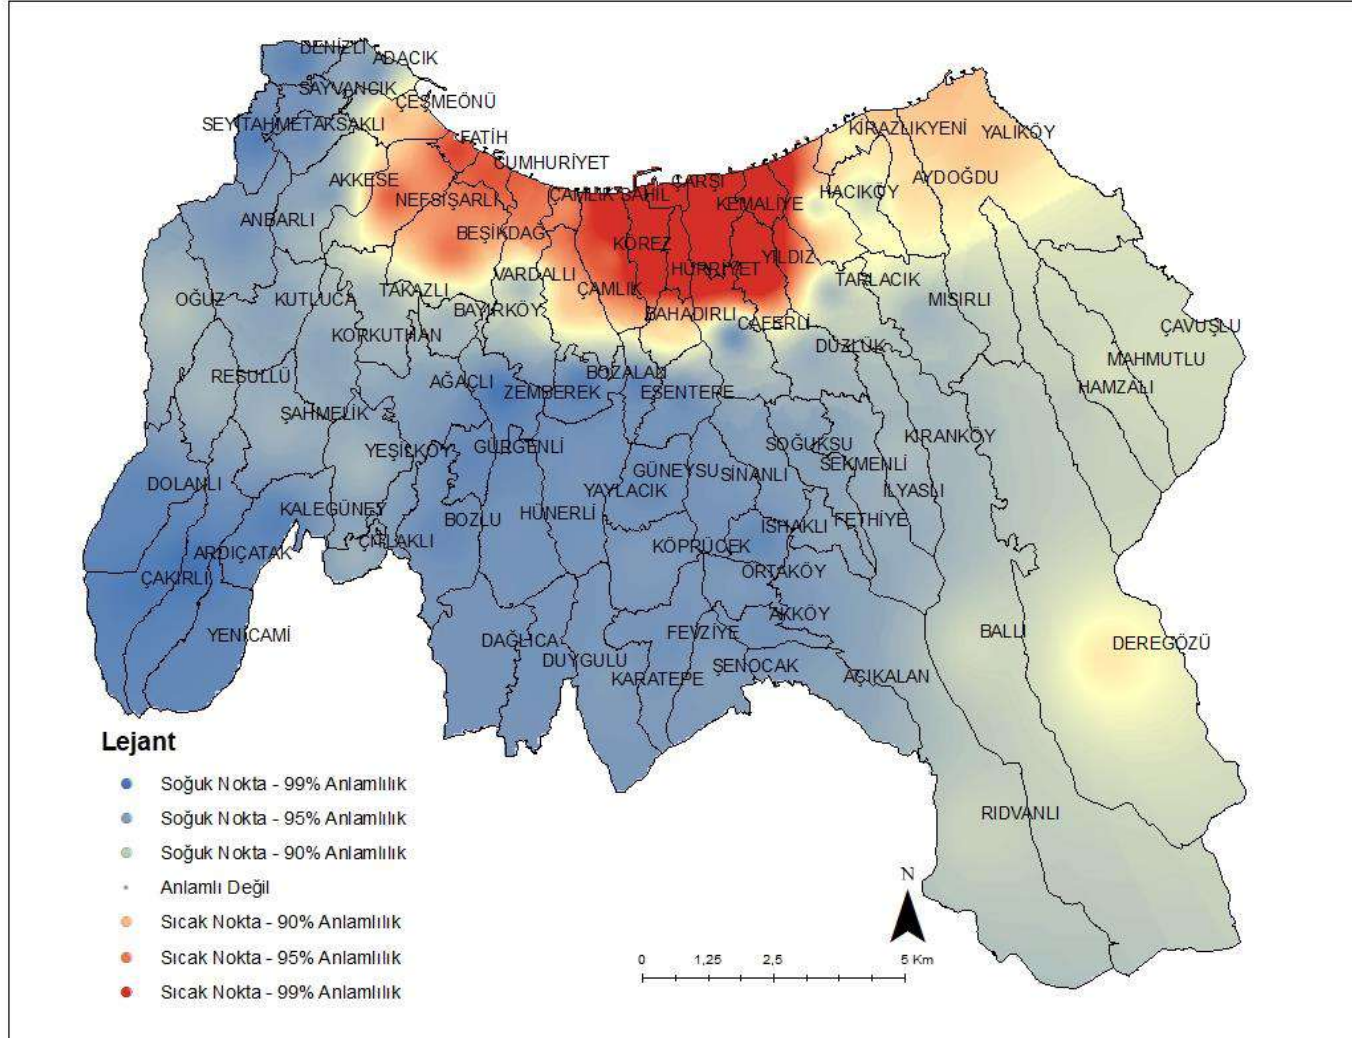 DENİZLİ
ADACIK
SAYVANCIK
ÇEŞMEÖNÜ
SEYİTAHMET
AKSAKLI
FATİH
KİRAZLIK
YENİ
YALIKÖY
CUMHURİYET
AKKESE
NEFSİŞARLI
ÇAMLIK SAHİL
ÇARŞI
KEMALİYE
HACIKÖY
AYDOĞDU
ANBARLI
BEŞİKDAĞ
KÖREZ
HÜRRİYET
YILDIZ
VARDALLI
ÇAMLIK
TARLACIK
OĞUZ
KUTLUCA
TAKAZLI
BAYIRKÖY
BAHADIRLI
CAFERLİ
MISIRLI
KORKUTHAN
DÜZLÜK
ÇAVUŞLU
MAHMUTLU
RESULLÜ
AĞAÇLI
ZEMBEREK
BOZALAN
ESENTEPE
HAMZALI
ŞAHMELİK
YEŞİLKÖY
GÜRGENLİ
SOĞUKSU
KIRANKÖY
DOLANLI
GÜNEYSU
SİNANLI
SEKMENLİ
YAYLACIK
İLYASLI
KALEGÜNEY
BOZLU
HÜNERLİ
İSHAKLI
FETHİYE
ÇITLAKLI
ARDIÇATAK
KÖPRÜCEK
ÇAKIRLI
ORTAKÖY
AKKÖY
YENİCAMİ
DAĞLICA
FEVZİYE
BALLI
DEREGÖZÜ
DUYGULU
KARATEPE
ŞENOCAK
AÇIKALAN
RIDVANLI
Lejant
Soğuk Nokta - 99% Anlamlılık
Soğuk Nokta - 95% Anlamlılık
Soğuk Nokta - 90% Anlamlılık
Anlamlı Değil
Sıcak Nokta - 90% Anlamlılık
Sıcak Nokta - 95% Anlamlılık
Sıcak Nokta - 99% Anlamlılık
N
0 1,25 2,5 5 Km